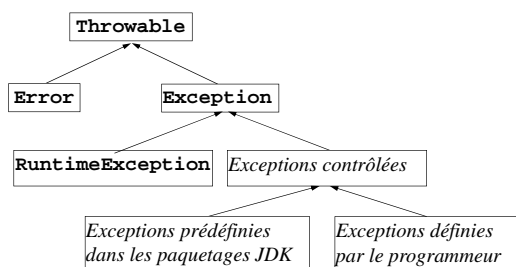 Throwable
Error
Exception
RuntimeException
Exceptions contrôlées
Exceptions prédéfinies
dans les paquetages JDK
Exceptions définies
par le programmeur